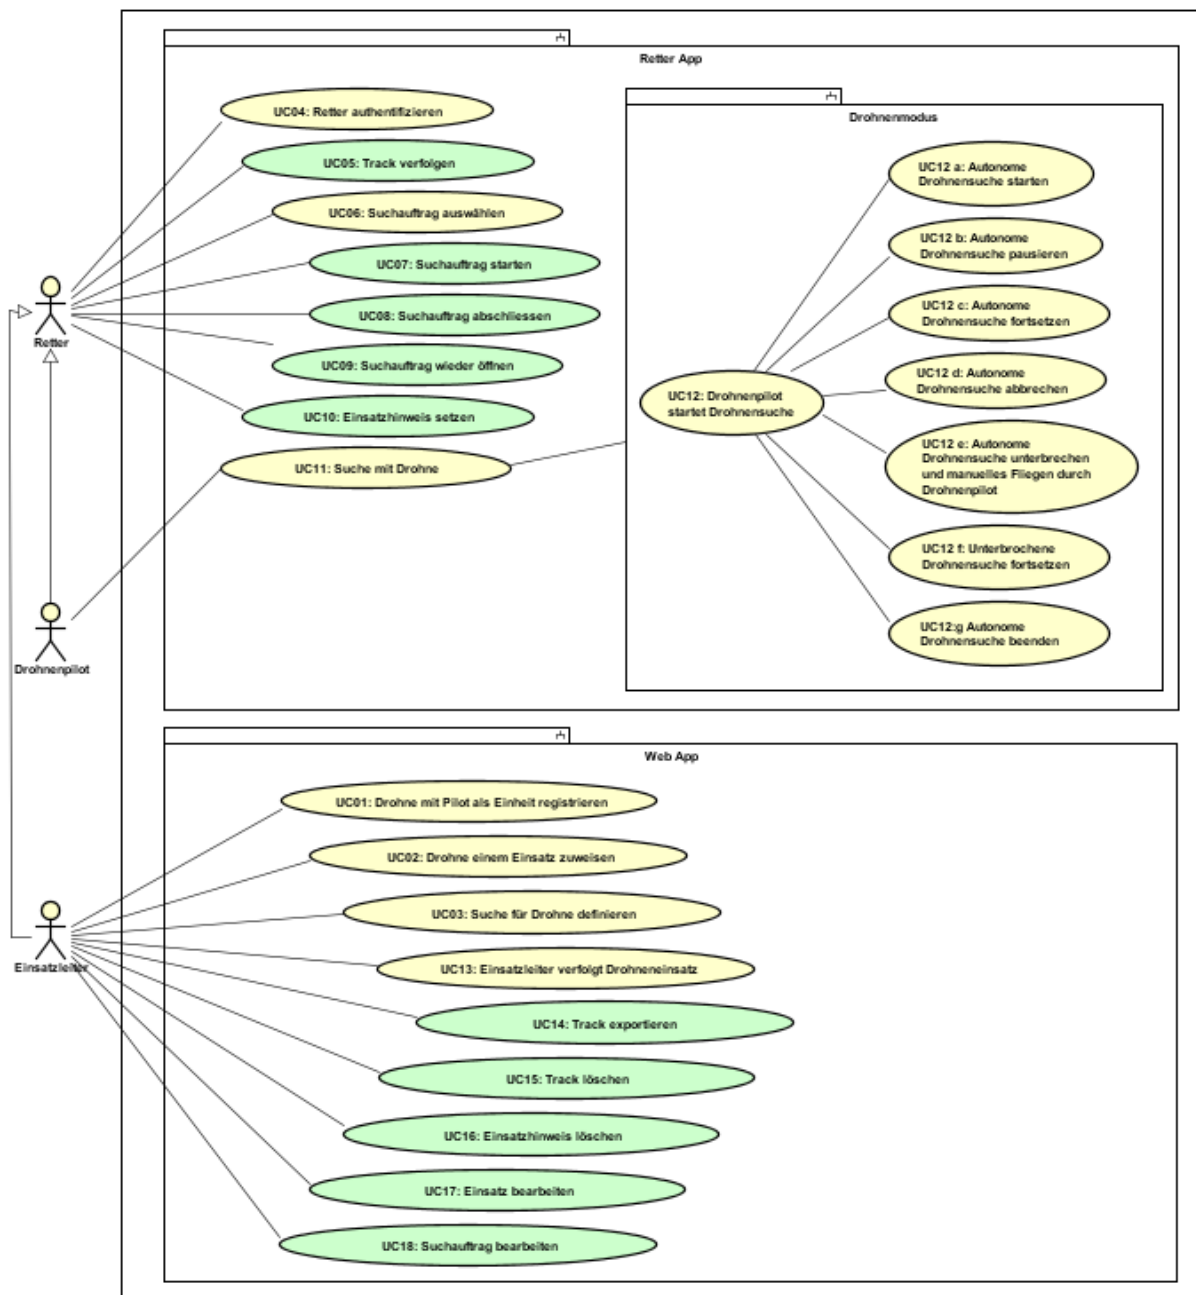 Retter App
UC04: Retter authentifizieren
UC05: Track verfolgen
UC06: Suchauftrag auswählen
UC07: Suchauftrag starten
UC08: Suchauftrag abschliessen
UC09: Suchauftrag wieder öffnen
UC10: Einsatzhinweis setzen
UC11: Suche mit Drohne
Drohnenmodus
UC12: Drohnenpilot
startet Drohnensuche
UC12 a: Autonome
Drohnensuche starten
UC12 b: Autonome
Drohnensuche pausieren
UC12 c: Autonome
Drohnensuche fortsetzen
UC12 d: Autonome
Drohnensuche abbrechen
UC12 e: Autonome
Drohnensuche unterbrechen
und manuelles Fliegen durch
Drohnenpilot
UC12 f: Unterbrochene
Drohnensuche fortsetzen
UC12:g Autonome
Drohnensuche beenden
Retter
Drohnenpilot
Einsatzleiter
Web App
UC01: Drohne mit Pilot als Einheit registrieren
UC02: Drohne einem Einsatz zuweisen
UC03: Suche für Drohne definieren
UC13: Einsatzleiter verfolgt Drohneneinsatz
UC14: Track exportieren
UC15: Track löschen
UC16: Einsatzhinweis löschen
UC17: Einsatz bearbeiten
UC18: Suchauftrag bearbeiten